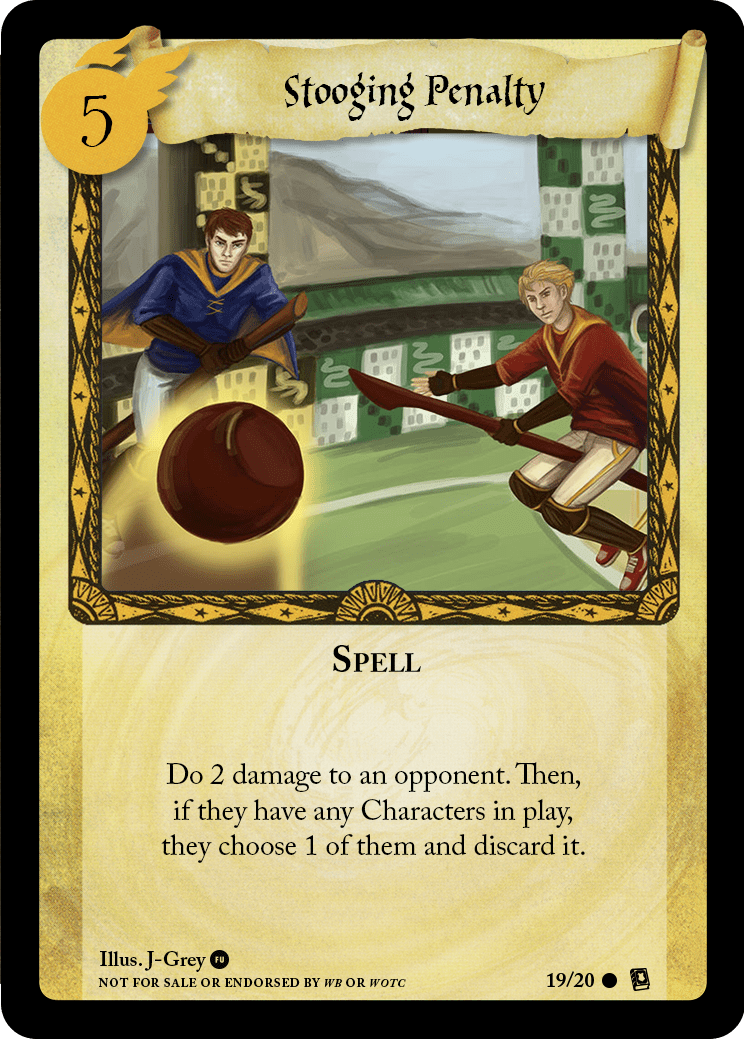 5
Stooging Penalty
SPELL
Do 2 damage to an opponent. Then,
if they have any Characters in play,
they choose 1 of them and discard it.
Illus. J-Grey FU
NOT FOR SALE OR ENDORSED BY WB OR WOTC
19/20